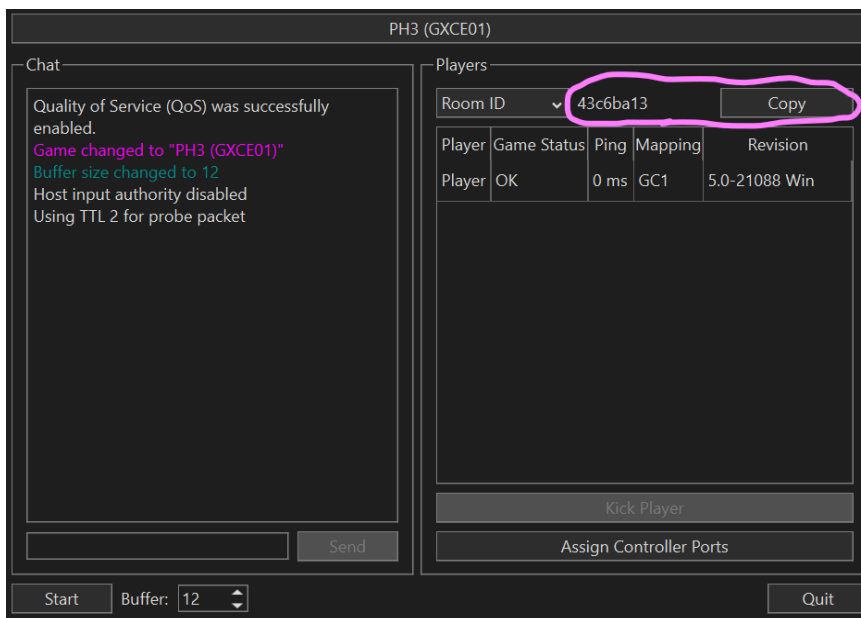 PH3 (GXCE01)
Chat
Quality of Service (QoS) was successfully
enabled.
Game changed to "PH3 (GXCE01)"
Buffer size changed to 12
Host input authority disabled
Using TTL 2 for probe packet
Send
Players
Room ID 43c6ba13 Copy
Player Game Status Ping Mapping Revision
Player OK 0 ms GC1 5.0-21088 Win
Kick Player
Assign Controller Ports
Start Buffer: 12 Quit